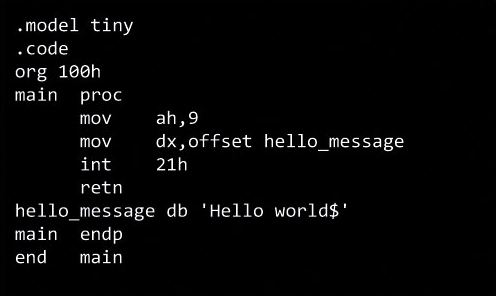 .model tiny
.code
org 100h
main  proc
      mov    ah,9
      mov    dx,offset hello_message
      int    21h
      retn
hello_message db 'Hello world$'
main  endp
end   main